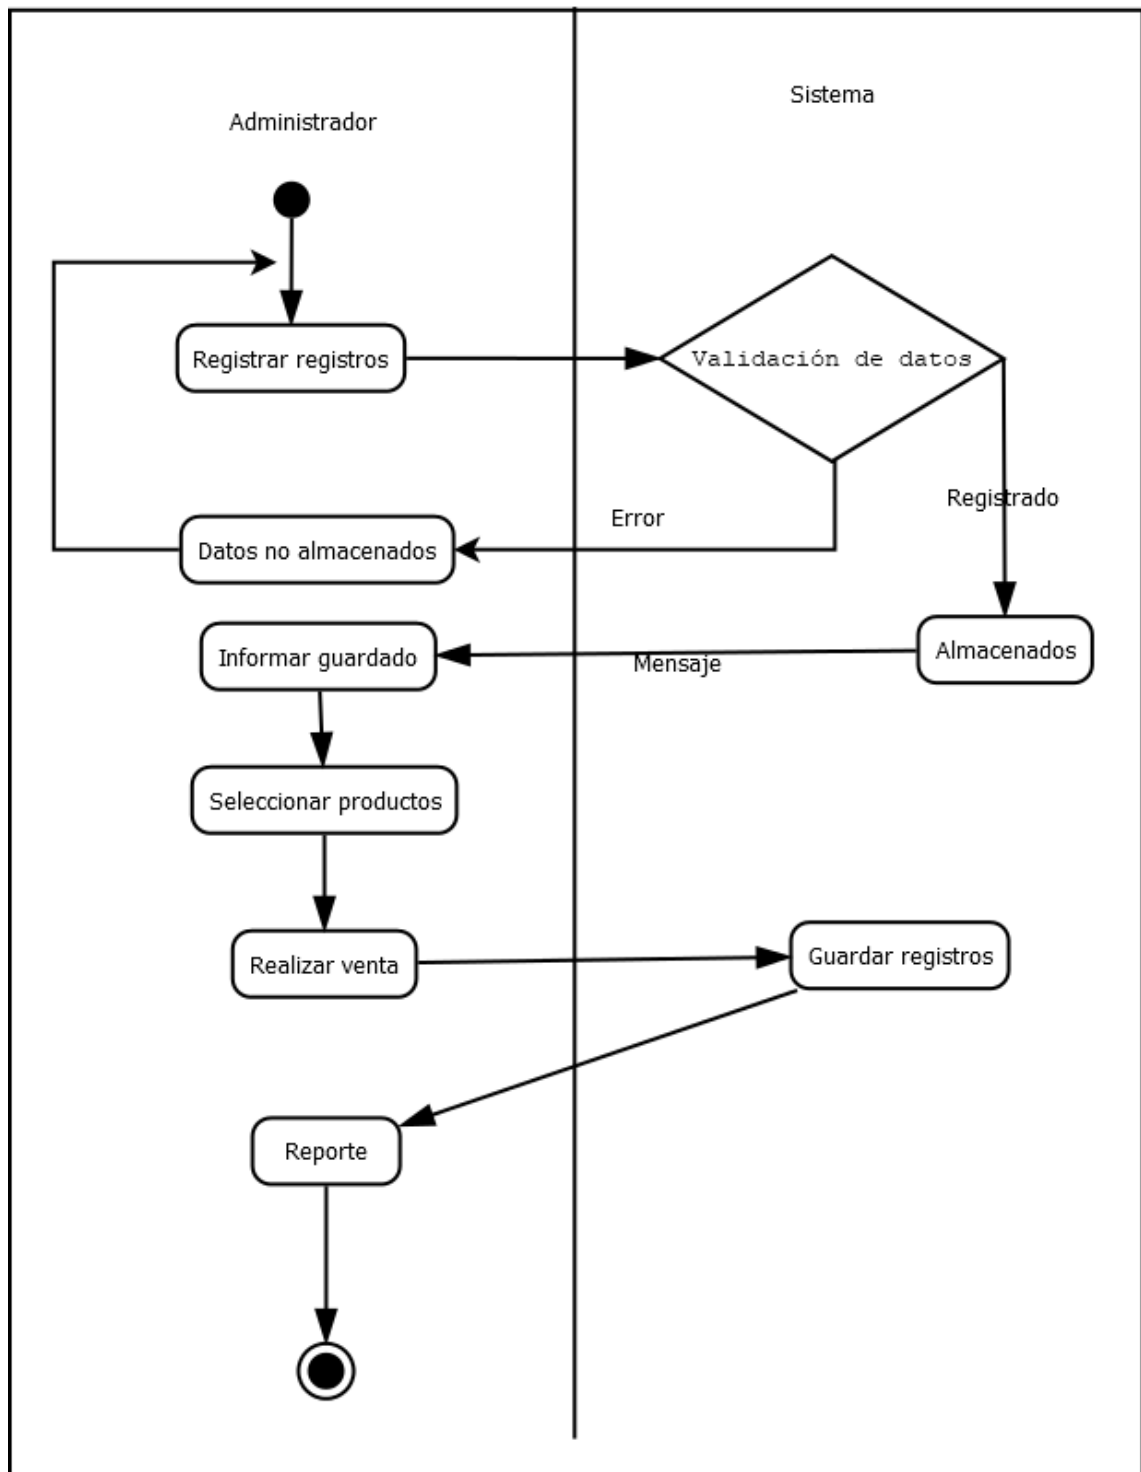 Sistema
Administrador
Registrar registros
Validación de datos
Registrado
Error
Datos no almacenados
Almacenados
Informar guardado
Mensaje
Seleccionar productos
Realizar venta
Guardar registros
Reporte